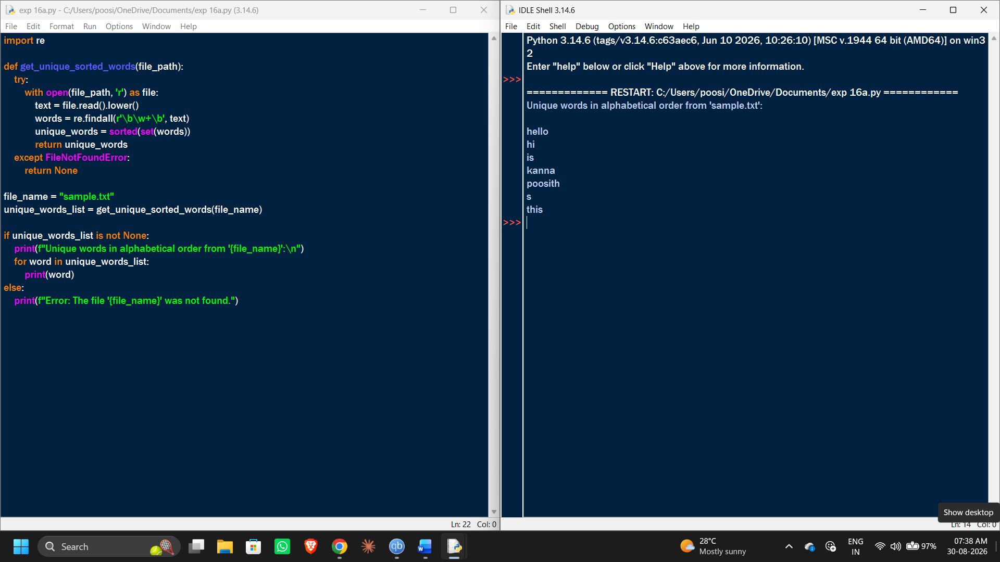 exp 16a.py - C:/Users/poosi/OneDrive/Documents/exp 16a.py (3.14.6)
File Edit Format Run Options Window Help
import re
def get_unique_sorted_words(file_path):
    try:
        with open(file_path, 'r') as file:
            text = file.read().lower()
            words = re.findall(r'\b\w+\b', text)
            unique_words = sorted(set(words))
            return unique_words
    except FileNotFoundError:
        return None
file_name = "sample.txt"
unique_words_list = get_unique_sorted_words(file_name)
if unique_words_list is not None:
    print(f"Unique words in alphabetical order from '{file_name}':\n")
    for word in unique_words_list:
        print(word)
else:
    print(f"Error: The file '{file_name}' was not found.")
Ln: 22 Col: 0
IDLE Shell 3.14.6
File Edit Shell Debug Options Window Help
Python 3.14.6 (tags/v3.14.6:c63aec6, Jun 10 2026, 10:26:10) [MSC v.1944 64 bit (AMD64)] on win3
2
Enter "help" below or click "Help" above for more information.
>>>
============= RESTART: C:/Users/poosi/OneDrive/Documents/exp 16a.py ============
Unique words in alphabetical order from 'sample.txt':
hello
hi
is
kanna
poosith
s
this
>>>
Show desktop
Ln: 14 Col: 0
Search
qb
W
28°C
Mostly sunny
ENG
IN
97%
07:38 AM
30-08-2026